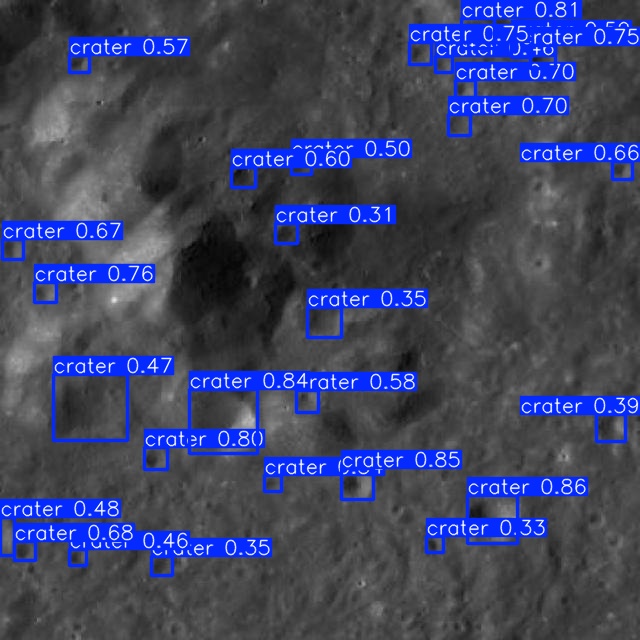 crater 0.81
crater 0.75
rater 0.75
crater 0.57
crater 0.70
crater 0.70
crater 0.50
crater 0.60
crater 0.66
crater 0.31
crater 0.67
crater 0.76
crater 0.35
crater 0.47
crater 0.84
rater 0.58
crater 0.39
crater 0.80
crater 0.85
crater 0.86
crater 0.48
crater 0.33
crater 0.68
crater 0.46
crater 0.35